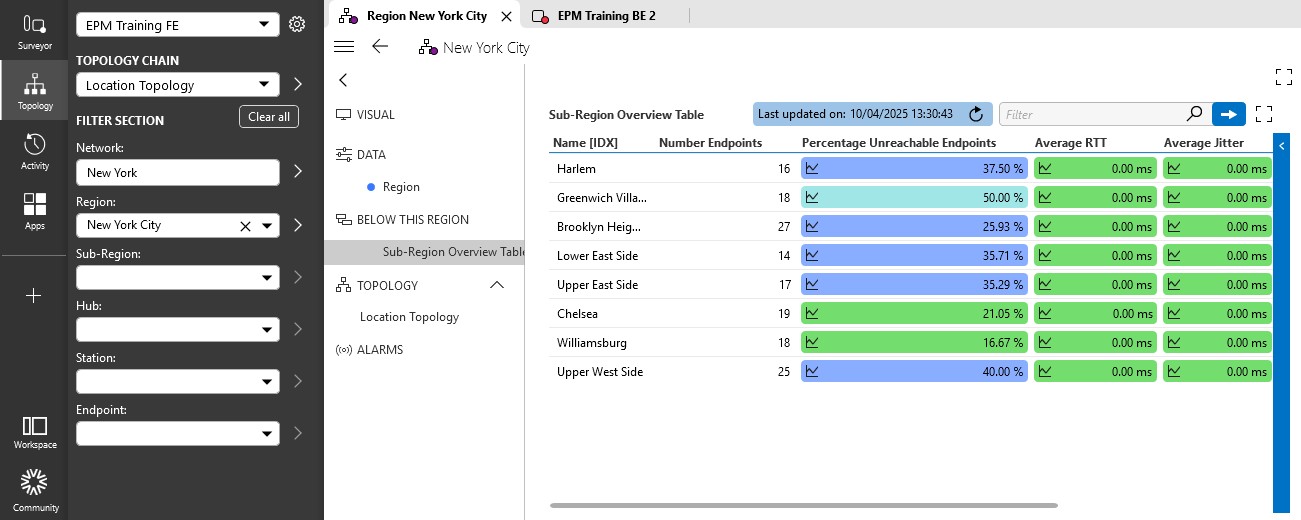 Surveyor
Topology
Activity
Apps
Workspace
Community
EPM Training FE
TOPOLOGY CHAIN
Location Topology
FILTER SECTION
Clear all
Network:
New York
Region:
New York City
Sub-Region:
Hub:
Station:
Endpoint:
Region New York City
EPM Training BE 2
New York City
VISUAL
DATA
Region
BELOW THIS REGION
Sub-Region Overview Table
TOPOLOGY
Location Topology
ALARMS
Sub-Region Overview Table
Last updated on: 10/04/2025 13:30:43
Filter
Name [IDX] Number Endpoints Percentage Unreachable Endpoints Average RTT Average Jitter
Harlem 16 37.50 % 0.00 ms 0.00 ms
Greenwich Villa... 18 50.00 % 0.00 ms 0.00 ms
Brooklyn Heig... 27 25.93 % 0.00 ms 0.00 ms
Lower East Side 14 35.71 % 0.00 ms 0.00 ms
Upper East Side 17 35.29 % 0.00 ms 0.00 ms
Chelsea 19 21.05 % 0.00 ms 0.00 ms
Williamsburg 18 16.67 % 0.00 ms 0.00 ms
Upper West Side 25 40.00 % 0.00 ms 0.00 ms